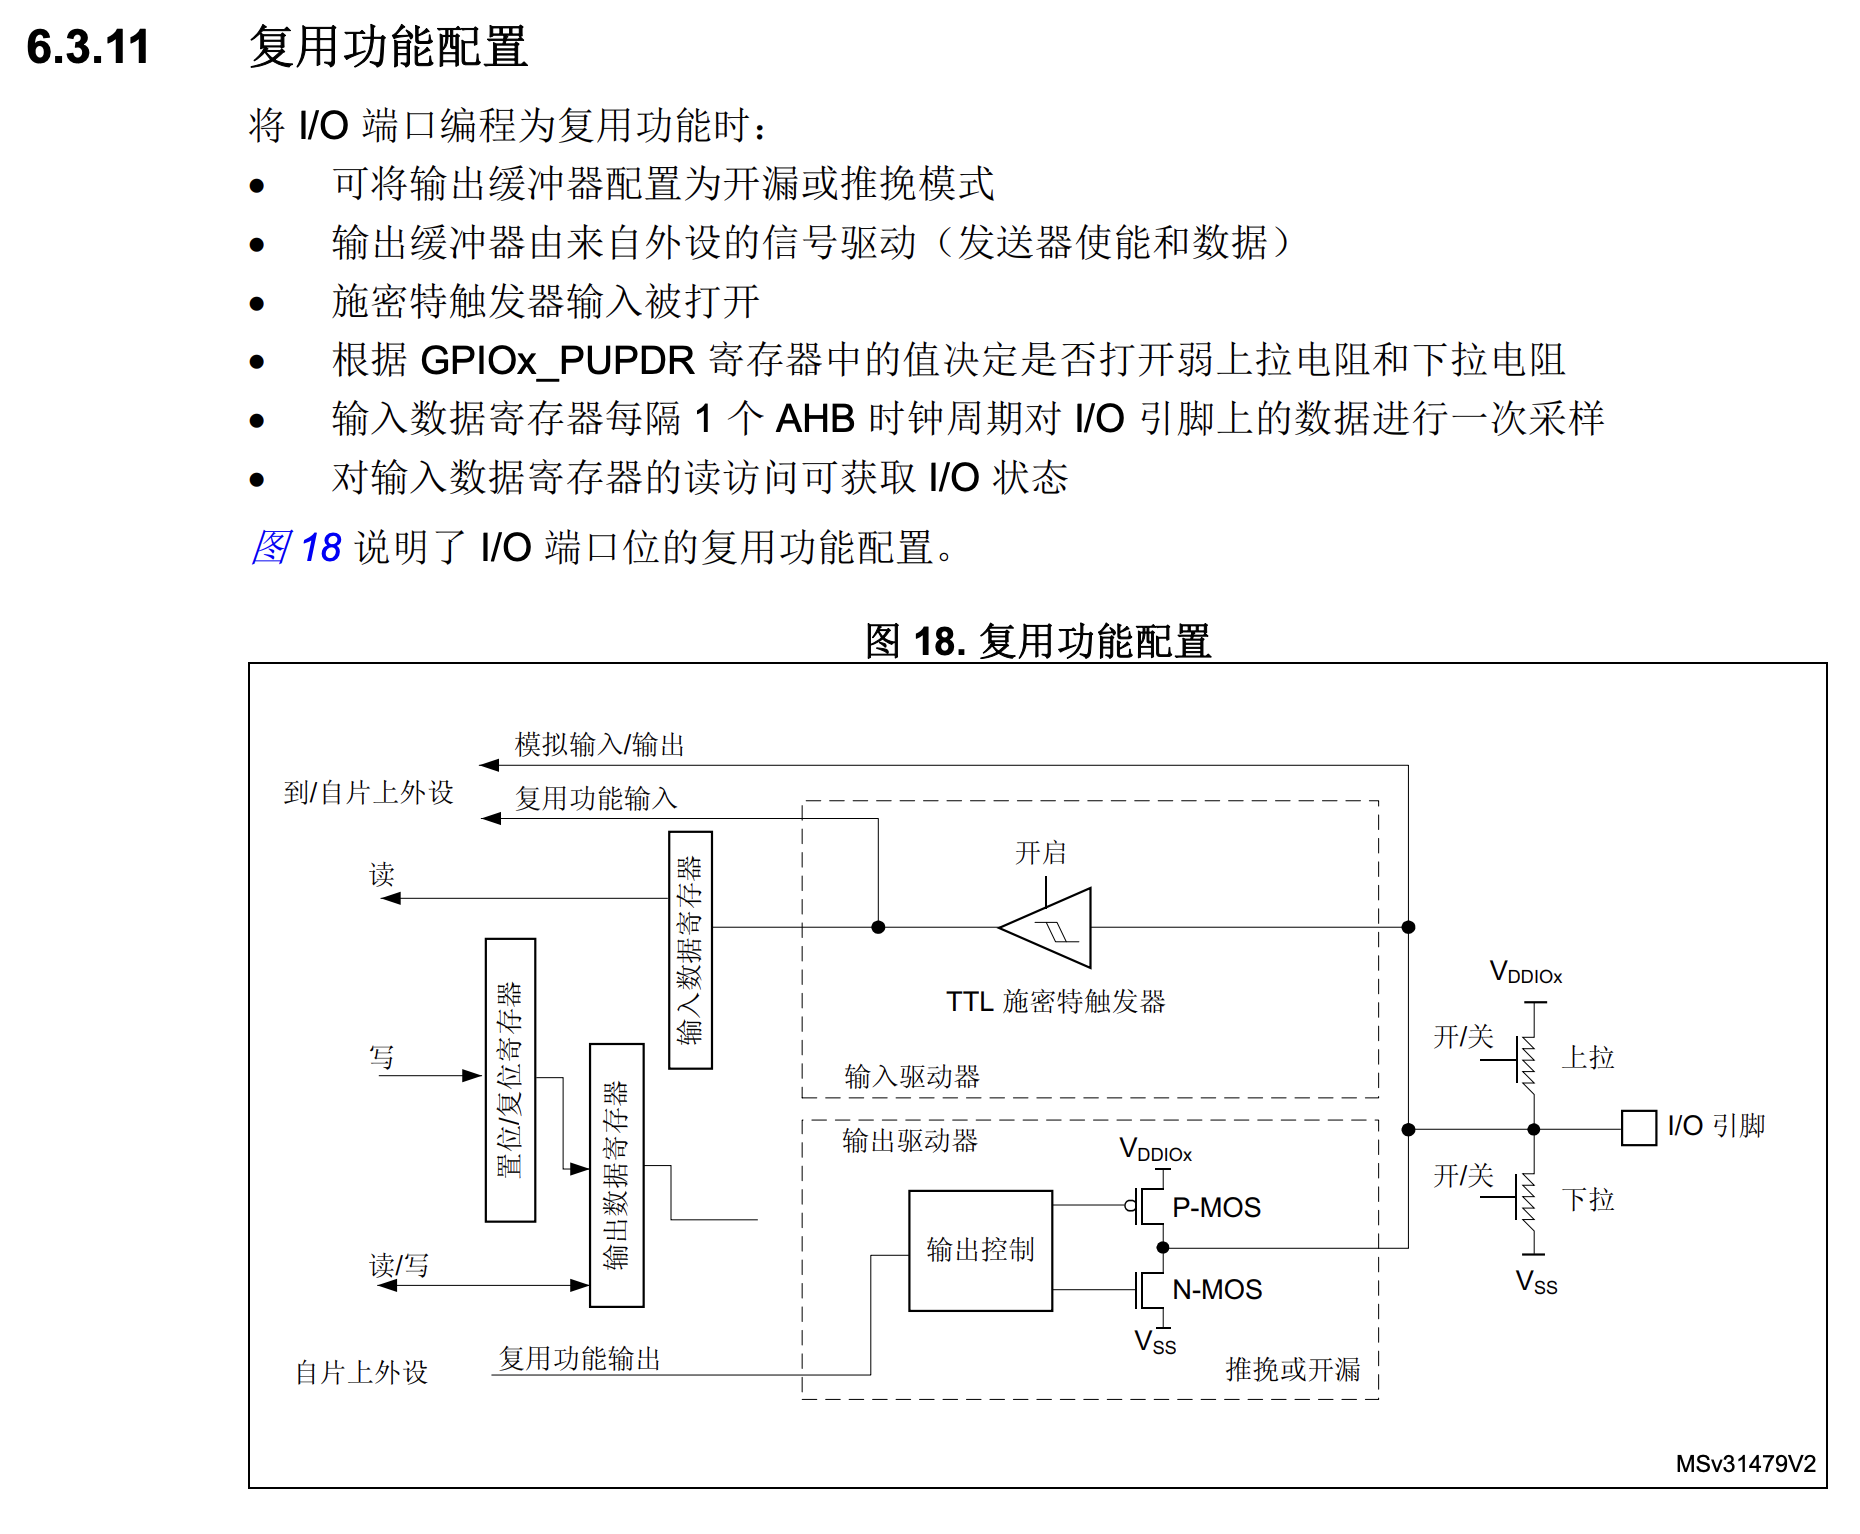 6.3.11 复用功能配置
将 I/O 端口编程为复用功能时：
● 可将输出缓冲器配置为开漏或推挽模式
● 输出缓冲器由来自外设的信号驱动（发送器使能和数据）
● 施密特触发器输入被打开
● 根据 GPIOx_PUPDR 寄存器中的值决定是否打开弱上拉电阻和下拉电阻
● 输入数据寄存器每隔 1 个 AHB 时钟周期对 I/O 引脚上的数据进行一次采样
● 对输入数据寄存器的读访问可获取 I/O 状态
图 18 说明了 I/O 端口位的复用功能配置。
图 18. 复用功能配置
模拟输入/输出
到/自片上外设
复用功能输入
读
输入数据寄存器
开启
TTL 施密特触发器
输入驱动器
写
置位/复位寄存器
输出数据寄存器
读/写
输出驱动器
VDDIOx
P-MOS
输出控制
N-MOS
VSS
推挽或开漏
自片上外设
复用功能输出
VDDIOx
开/关
上拉
I/O 引脚
开/关
下拉
VSS
MSv31479V2